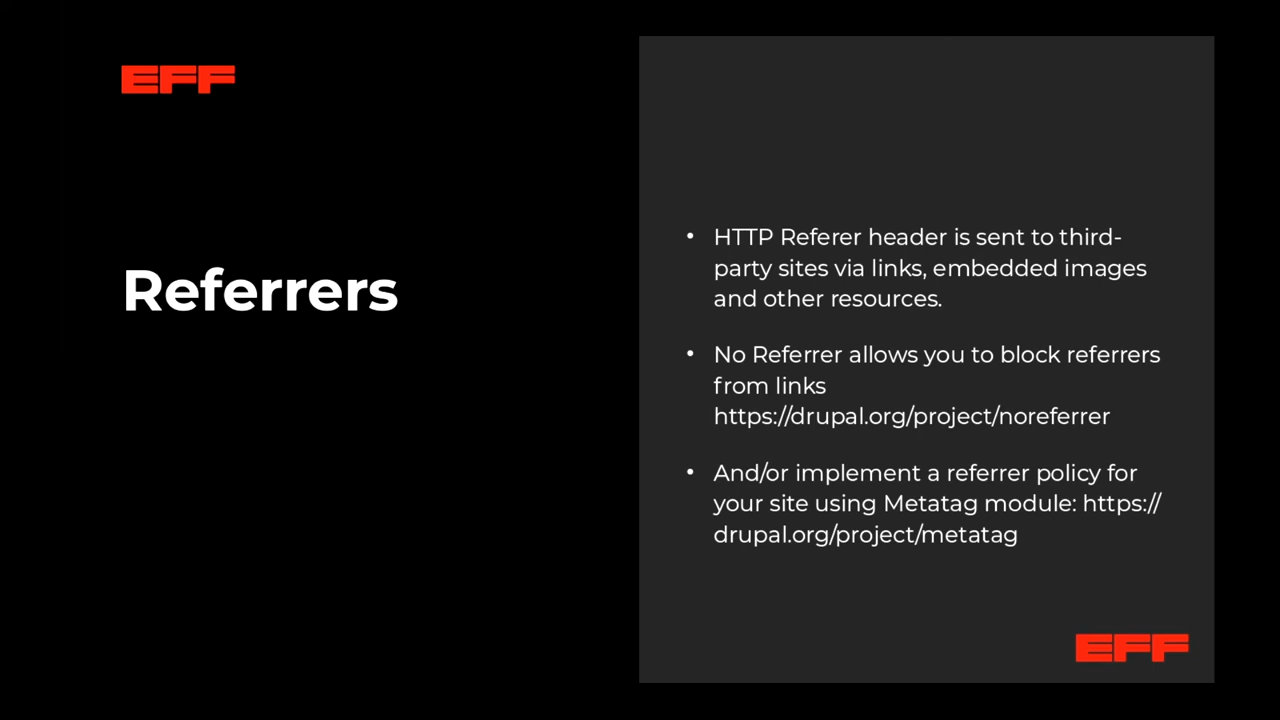 EFF
Referrers
• HTTP Referer header is sent to third-
party sites via links, embedded images
and other resources.
• No Referrer allows you to block referrers
from links
https://drupal.org/project/noreferrer
• And/or implement a referrer policy for
your site using Metatag module: https://
drupal.org/project/metatag
EFF